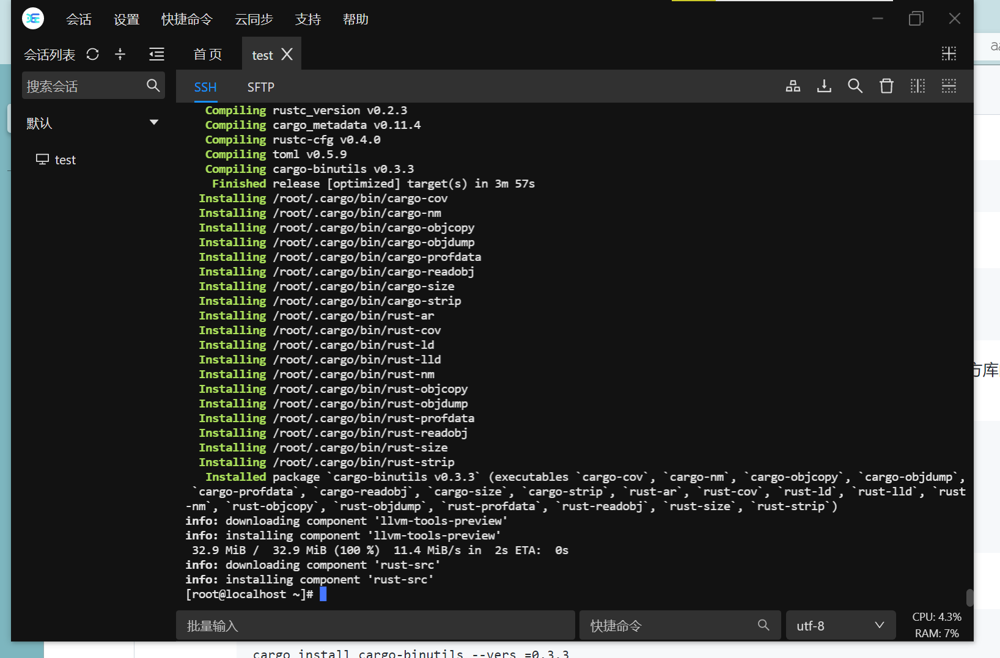 会话 设置 快捷命令 云同步 支持 帮助
会话列表
首页 test
搜索会话
SSH SFTP
默认
test
Compiling rustc_version v0.2.3
Compiling cargo_metadata v0.11.4
Compiling rustc-cfg v0.4.0
Compiling toml v0.5.9
Compiling cargo-binutils v0.3.3
Finished release [optimized] target(s) in 3m 57s
Installing /root/.cargo/bin/cargo-cov
Installing /root/.cargo/bin/cargo-nm
Installing /root/.cargo/bin/cargo-objcopy
Installing /root/.cargo/bin/cargo-objdump
Installing /root/.cargo/bin/cargo-profdata
Installing /root/.cargo/bin/cargo-readobj
Installing /root/.cargo/bin/cargo-size
Installing /root/.cargo/bin/cargo-strip
Installing /root/.cargo/bin/rust-ar
Installing /root/.cargo/bin/rust-cov
Installing /root/.cargo/bin/rust-ld
Installing /root/.cargo/bin/rust-lld
Installing /root/.cargo/bin/rust-nm
Installing /root/.cargo/bin/rust-objcopy
Installing /root/.cargo/bin/rust-objdump
Installing /root/.cargo/bin/rust-profdata
Installing /root/.cargo/bin/rust-readobj
Installing /root/.cargo/bin/rust-size
Installing /root/.cargo/bin/rust-strip
Installed package `cargo-binutils v0.3.3` (executables `cargo-cov`, `cargo-nm`, `cargo-objcopy`, `cargo-objdump`,
`cargo-profdata`, `cargo-readobj`, `cargo-size`, `cargo-strip`, `rust-ar`, `rust-cov`, `rust-ld`, `rust-lld`, `rust
-nm`, `rust-objcopy`, `rust-objdump`, `rust-profdata`, `rust-readobj`, `rust-size`, `rust-strip`)
info: downloading component 'llvm-tools-preview'
info: installing component 'llvm-tools-preview'
32.9 MiB / 32.9 MiB (100 %) 11.4 MiB/s in 2s ETA: 0s
info: downloading component 'rust-src'
info: installing component 'rust-src'
[root@localhost ~]#
批量输入 快捷命令 utf-8
CPU: 4.3%
RAM: 7%
方库
cargo install cargo-binutils --vers =0.3.3